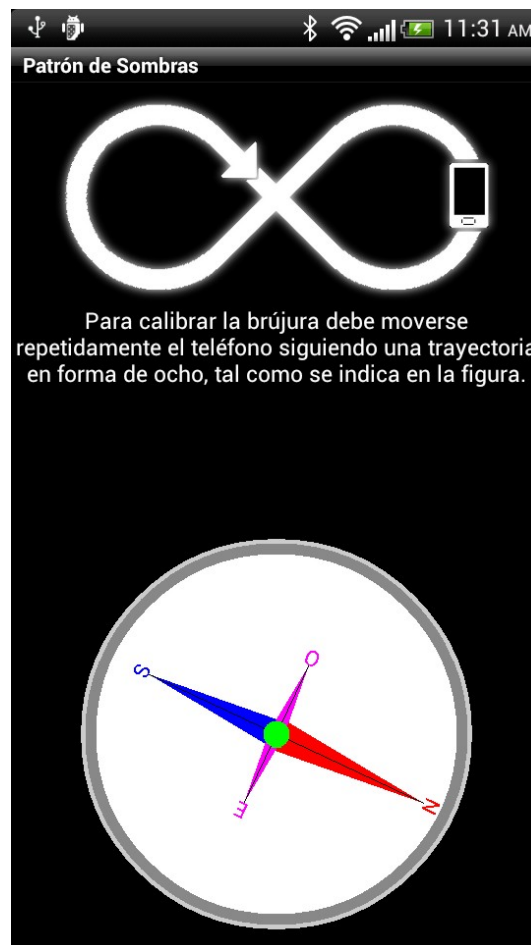 11:31 AM
Patrón de Sombras
Para calibrar la brújura debe moverse
repetidamente el teléfono siguiendo una trayectoria
en forma de ocho, tal como se indica en la figura.
O
S
E
N